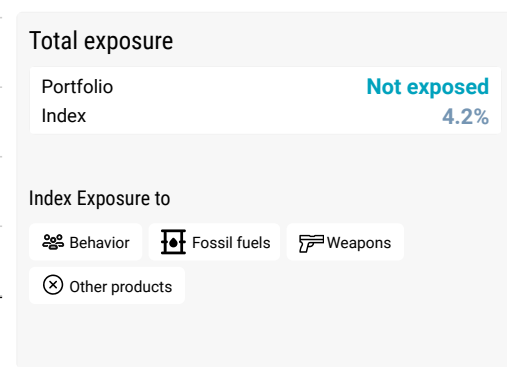 Total exposure
Portfolio Not exposed
Index 4.2%
Index Exposure to
Behavior Fossil fuels Weapons
Other products